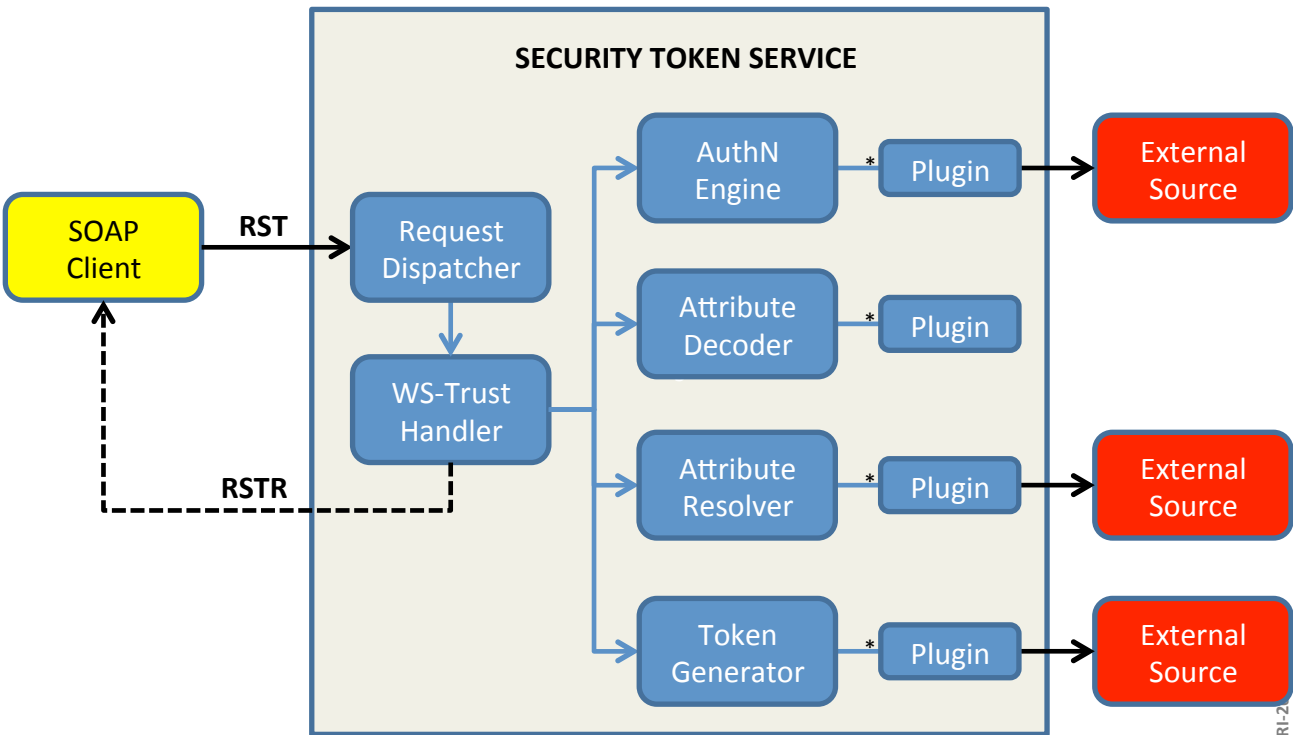 SECURITY TOKEN SERVICE
SOAP
Client
RST
Request
Dispatcher
WS-Trust
Handler
RSTR
AuthN
Engine
*
Plugin
External
Source
Attribute
Decoder
*
Plugin
Attribute
Resolver
*
Plugin
External
Source
Token
Generator
*
Plugin
External
Source